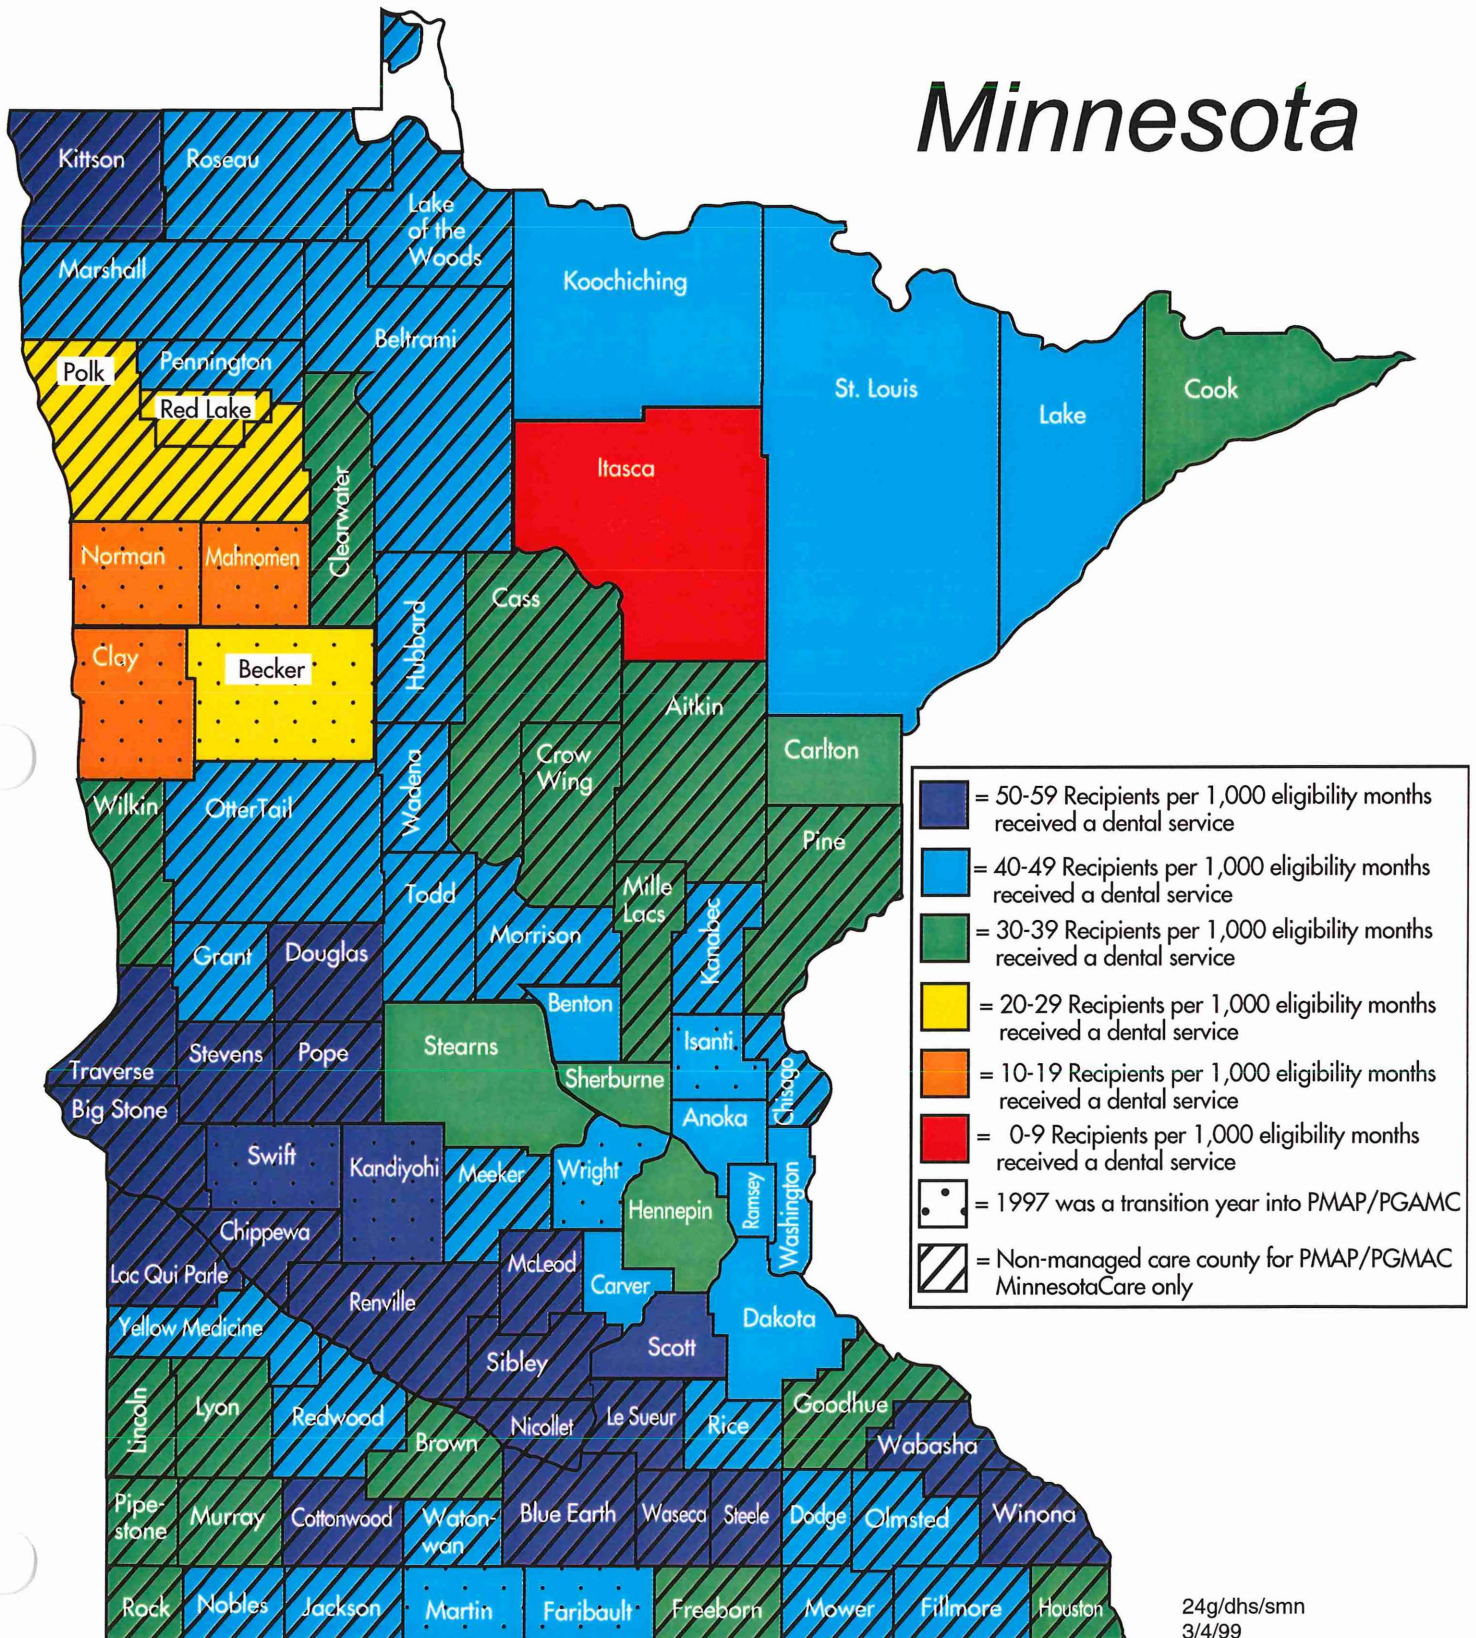 Minnesota
Kittson
Roseau
Lake
of the
Woods
Marshall
Koochiching
Beltrami
Pennington
Polk
Red Lake
St. Louis
Lake
Cook
Itasca
Clearwater
Norman
Mahnomen
Cass
Hubbard
Clay
Becker
Aitkin
Carlton
Crow
Wing
Wadena
Wilkin
OtterTail
Pine
= 50-59 Recipients per 1,000 eligibility months
received a dental service
= 40-49 Recipients per 1,000 eligibility months
received a dental service
= 30-39 Recipients per 1,000 eligibility months
received a dental service
= 20-29 Recipients per 1,000 eligibility months
received a dental service
= 10-19 Recipients per 1,000 eligibility months
received a dental service
= 0-9 Recipients per 1,000 eligibility months
received a dental service
= 1997 was a transition year into PMAP/PGAMC
= Non-managed care county for PMAP/PGMAC
MinnesotaCare only
Todd
Mille
Lacs
Kanabec
Morrison
Grant
Douglas
Benton
Stearns
Isanti
Stevens
Pope
Traverse
Sherburne
Chisago
Big Stone
Anoka
Swift
Kandiyohi
Meeker
Wright
Ramsey
Washington
Hennepin
Chippewa
McLeod
Lac Qui Parle
Carver
Renville
Dakota
Yellow Medicine
Scott
Sibley
Lincoln
Lyon
Redwood
Goodhue
Nicollet
Le Sueur
Rice
Brown
Wabasha
Pipe-
stone
Murray
Cottonwood
Waton-
wan
Blue Earth
Waseca
Steele
Dodge
Olmsted
Winona
Rock
Nobles
Jackson
Martin
Faribault
Freeborn
Mower
Fillmore
Houston
24g/dhs/smn
3/4/99